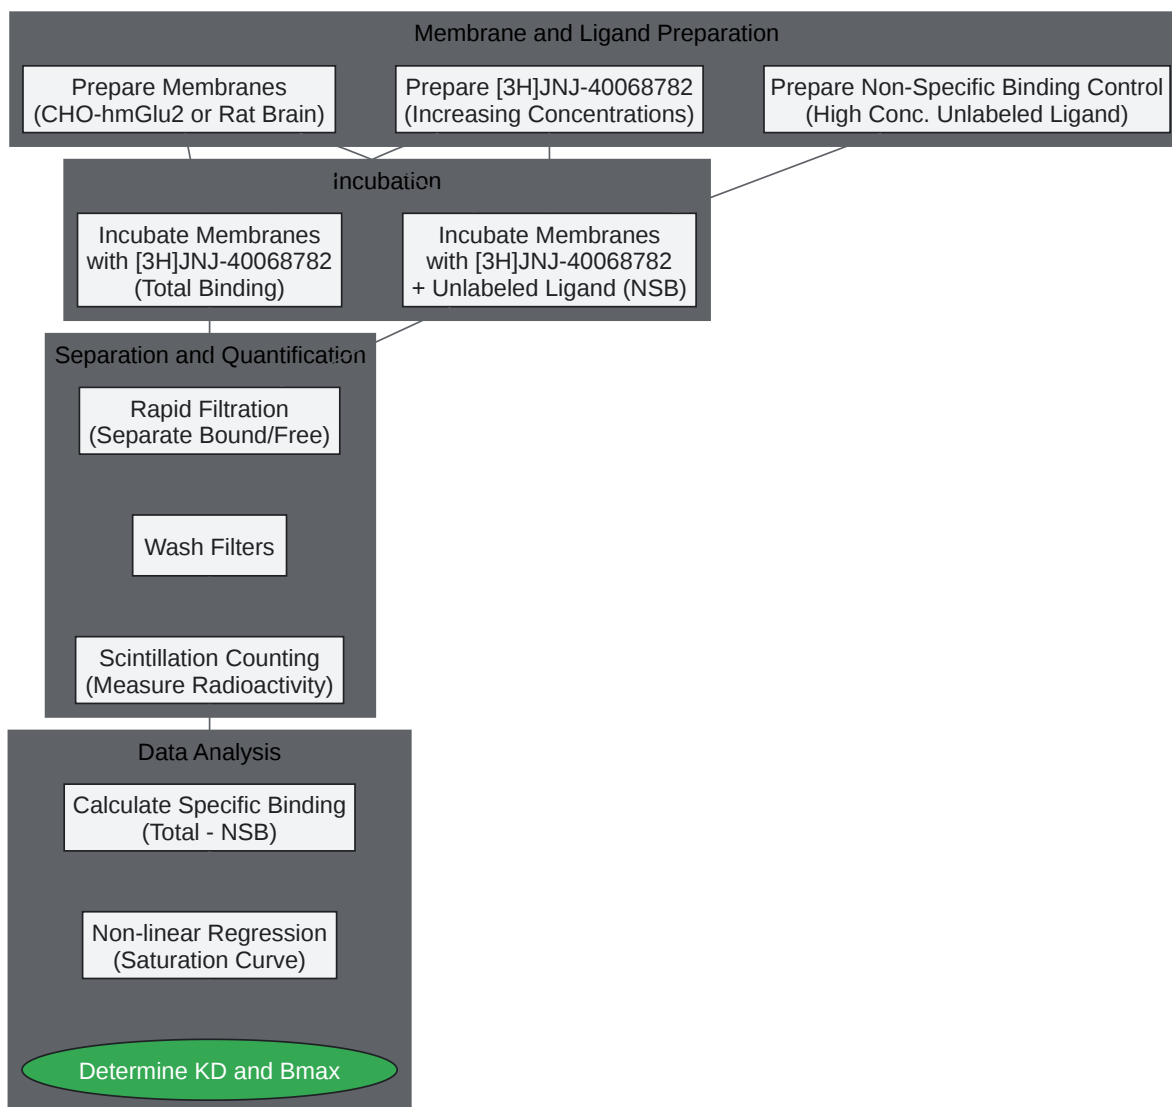 Membrane and Ligand Preparation
Prepare Membranes
(CHO-hmGlu2 or Rat Brain)
Prepare [3H]JNJ-40068782
(Increasing Concentrations)
Prepare Non-Specific Binding Control
(High Conc. Unlabeled Ligand)
Incubation
Incubate Membranes
with [3H]JNJ-40068782
(Total Binding)
Incubate Membranes
with [3H]JNJ-40068782
+ Unlabeled Ligand (NSB)
Separation and Quantification
Rapid Filtration
(Separate Bound/Free)
Wash Filters
Scintillation Counting
(Measure Radioactivity)
Data Analysis
Calculate Specific Binding
(Total - NSB)
Non-linear Regression
(Saturation Curve)
Determine KD and Bmax